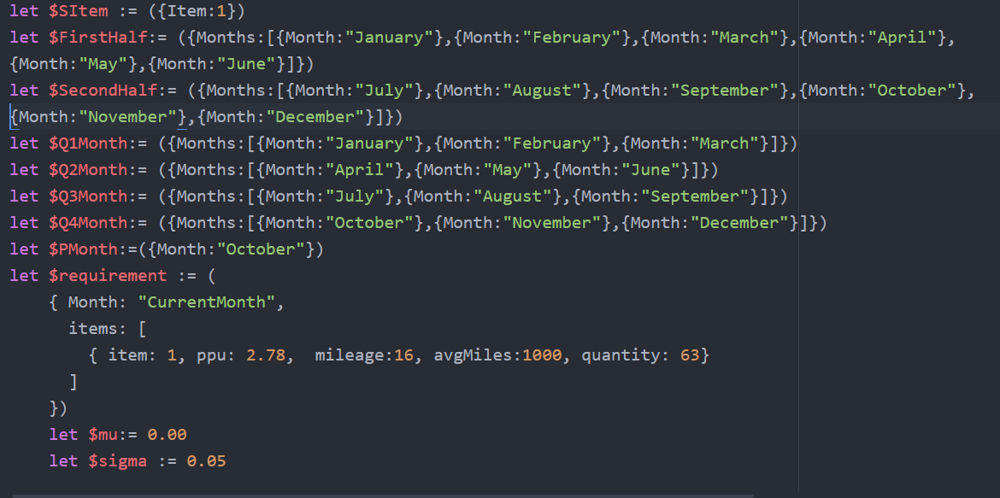 let $SItem := ({Item:1})
let $FirstHalf:= ({Months:[{Month:"January"},{Month:"February"},{Month:"March"},{Month:"April"},
{Month:"May"},{Month:"June"}]})
let $SecondHalf:= ({Months:[{Month:"July"},{Month:"August"},{Month:"September"},{Month:"October"},
{Month:"November"},{Month:"December"}]})
let $Q1Month:= ({Months:[{Month:"January"},{Month:"February"},{Month:"March"}]})
let $Q2Month:= ({Months:[{Month:"April"},{Month:"May"},{Month:"June"}]})
let $Q3Month:= ({Months:[{Month:"July"},{Month:"August"},{Month:"September"}]})
let $Q4Month:= ({Months:[{Month:"October"},{Month:"November"},{Month:"December"}]})
let $PMonth:=({Month:"October"})
let $requirement := (
    { Month: "CurrentMonth",
      items: [
        { item: 1, ppu: 2.78,  mileage:16, avgMiles:1000, quantity: 63}
      ]
    })
    let $mu:= 0.00
    let $sigma := 0.05